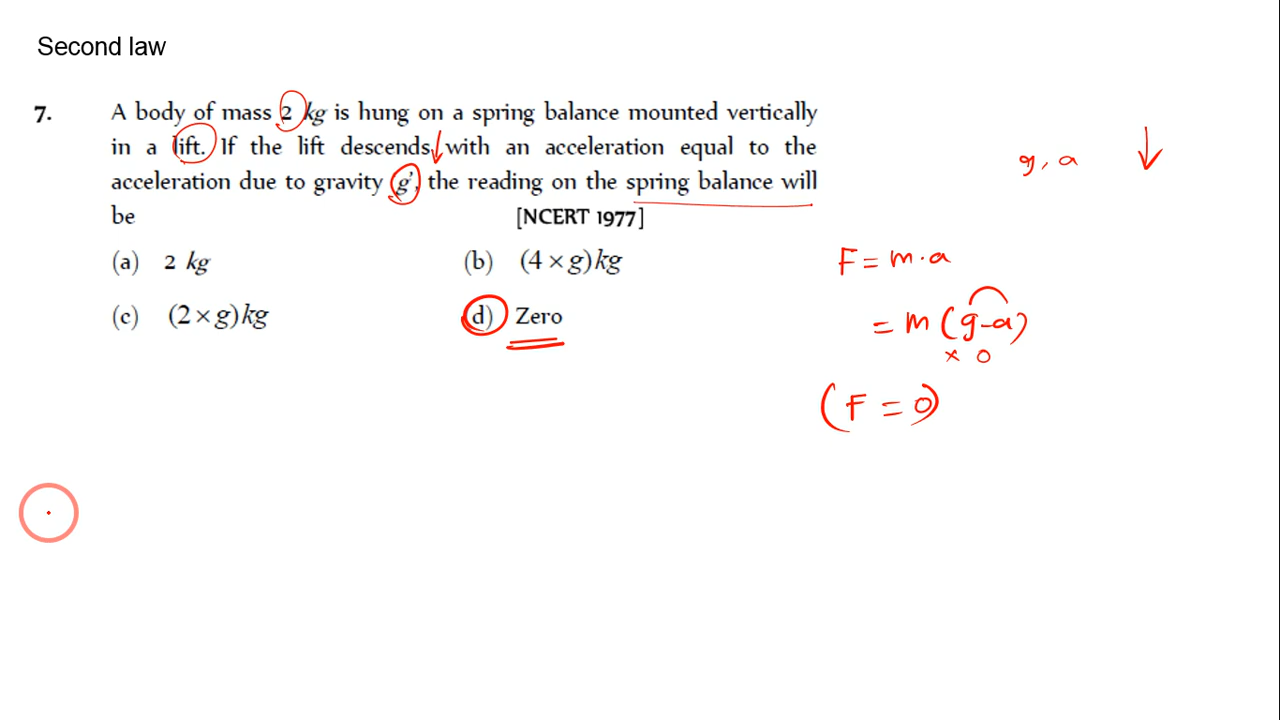 Second law
7. A body of mass 2 kg is hung on a spring balance mounted vertically
in a lift. If the lift descends with an acceleration equal to the
acceleration due to gravity 'g', the reading on the spring balance will
be [NCERT 1977]
(a) 2 kg (b) (4 × g) kg
(c) (2 × g) kg (d) Zero
g, a
F = m . a
= m (g - a)
x 0
(F = 0)